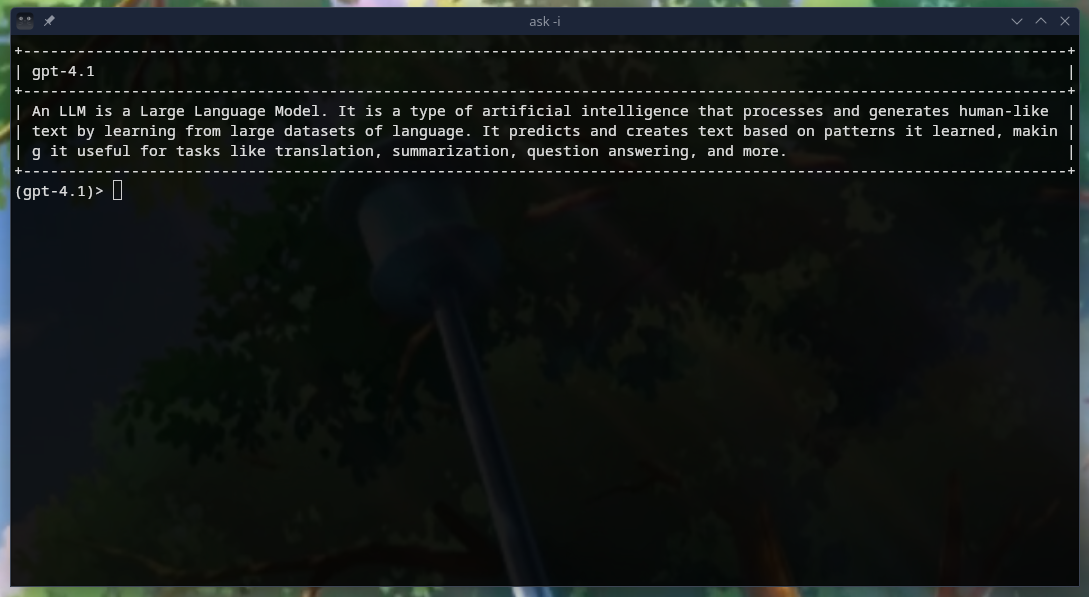 ask -i
+--------------------------------------------------------------------------------------------------------------------+
| gpt-4.1 |
+--------------------------------------------------------------------------------------------------------------------+
| An LLM is a Large Language Model. It is a type of artificial intelligence that processes and generates human-like |
| text by learning from large datasets of language. It predicts and creates text based on patterns it learned, makin |
| g it useful for tasks like translation, summarization, question answering, and more. |
+--------------------------------------------------------------------------------------------------------------------+
(gpt-4.1)>